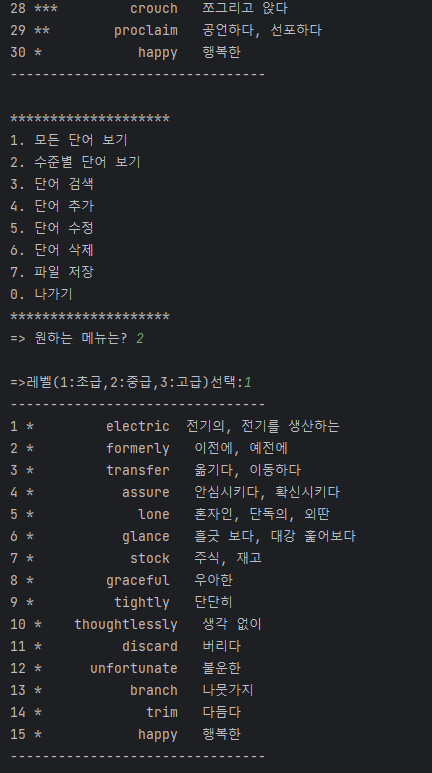 28 *** crouch 쪼그리고 앉다
29 ** proclaim 공언하다, 선포하다
30 * happy 행복한
--------------------------------
********************
1. 모든 단어 보기
2. 수준별 단어 보기
3. 단어 검색
4. 단어 추가
5. 단어 수정
6. 단어 삭제
7. 파일 저장
0. 나가기
********************
=> 원하는 메뉴는? 2
=>레벨(1:초급,2:중급,3:고급)선택:1
--------------------------------
1 * electric 전기의, 전기를 생산하는
2 * formerly 이전에, 예전에
3 * transfer 옮기다, 이동하다
4 * assure 안심시키다, 확신시키다
5 * lone 혼자인, 단독의, 외딴
6 * glance 흘긋 보다, 대강 훑어보다
7 * stock 주식, 재고
8 * graceful 우아한
9 * tightly 단단히
10 * thoughtlessly 생각 없이
11 * discard 버리다
12 * unfortunate 불운한
13 * branch 나뭇가지
14 * trim 다듬다
15 * happy 행복한
--------------------------------